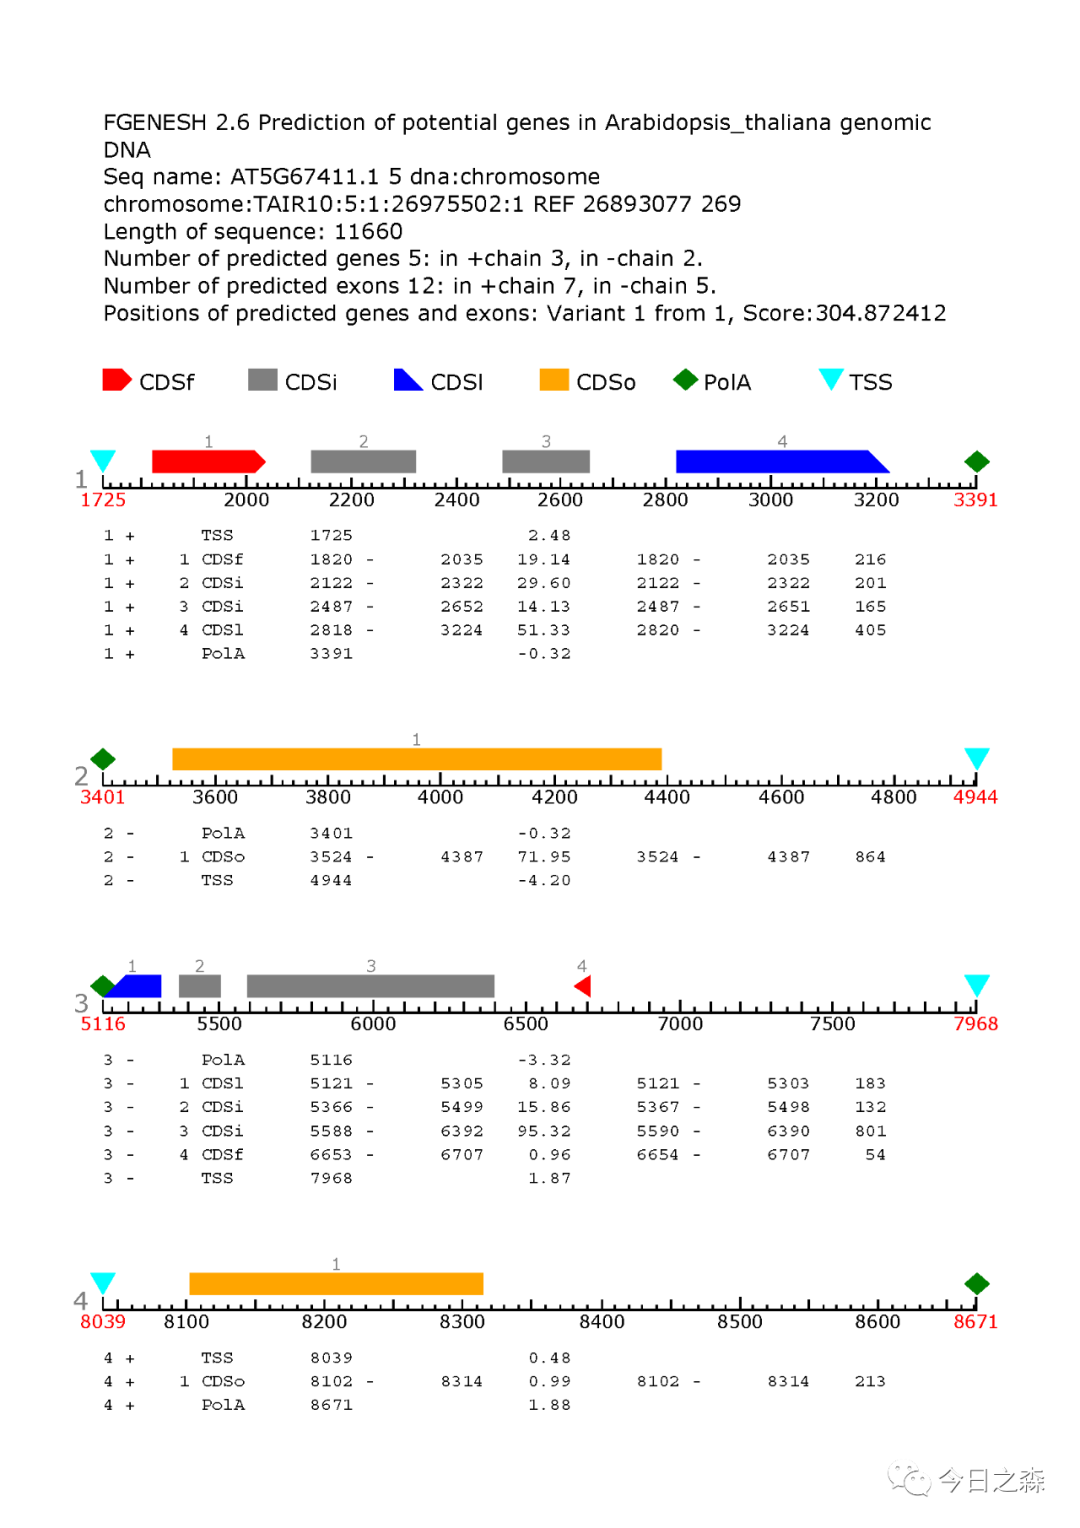 FGENESH 2.6 Prediction of potential genes in Arabidopsis_thaliana genomic
DNA
Seq name: AT5G67411.1 5 dna:chromosome
chromosome:TAIR10:5:1:26975502:1 REF 26893077 269
Length of sequence: 11660
Number of predicted genes 5: in +chain 3, in -chain 2.
Number of predicted exons 12: in +chain 7, in -chain 5.
Positions of predicted genes and exons: Variant 1 from 1, Score:304.872412
CDSf CDSi CDSl CDSo PolA TSS
1 2 3 4
1
1725 2000 2200 2400 2600 2800 3000 3200 3391
1 + TSS 1725 2.48
1 + 1 CDSf 1820 - 2035 19.14 1820 - 2035 216
1 + 2 CDSi 2122 - 2322 29.60 2122 - 2322 201
1 + 3 CDSi 2487 - 2652 14.13 2487 - 2651 165
1 + 4 CDSl 2818 - 3224 51.33 2820 - 3224 405
1 + PolA 3391 -0.32
1
2
3401 3600 3800 4000 4200 4400 4600 4800 4944
2 - PolA 3401 -0.32
2 - 1 CDSo 3524 - 4387 71.95 3524 - 4387 864
2 - TSS 4944 -4.20
1 2 3 4
3
5116 5500 6000 6500 7000 7500 7968
3 - PolA 5116 -3.32
3 - 1 CDSl 5121 - 5305 8.09 5121 - 5303 183
3 - 2 CDSi 5366 - 5499 15.86 5367 - 5498 132
3 - 3 CDSi 5588 - 6392 95.32 5590 - 6390 801
3 - 4 CDSf 6653 - 6707 0.96 6654 - 6707 54
3 - TSS 7968 1.87
1
4
8039 8100 8200 8300 8400 8500 8600 8671
4 + TSS 8039 0.48
4 + 1 CDSo 8102 - 8314 0.99 8102 - 8314 213
4 + PolA 8671 1.88
今日之森